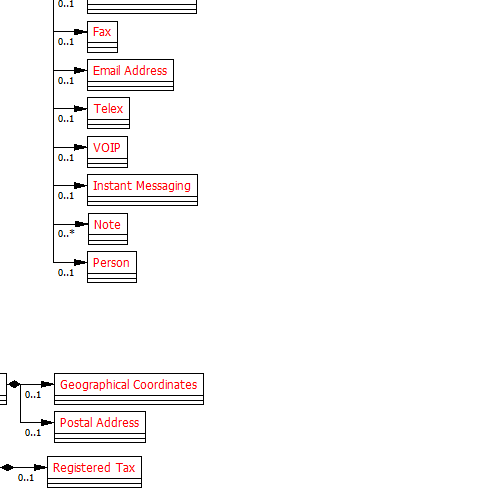 0..1
Fax
0..1
Email Address
0..1
Telex
0..1
VOIP
0..1
Instant Messaging
0..1
Note
0..*
Person
0..1
Geographical Coordinates
0..1
Postal Address
0..1
Registered Tax
0..1